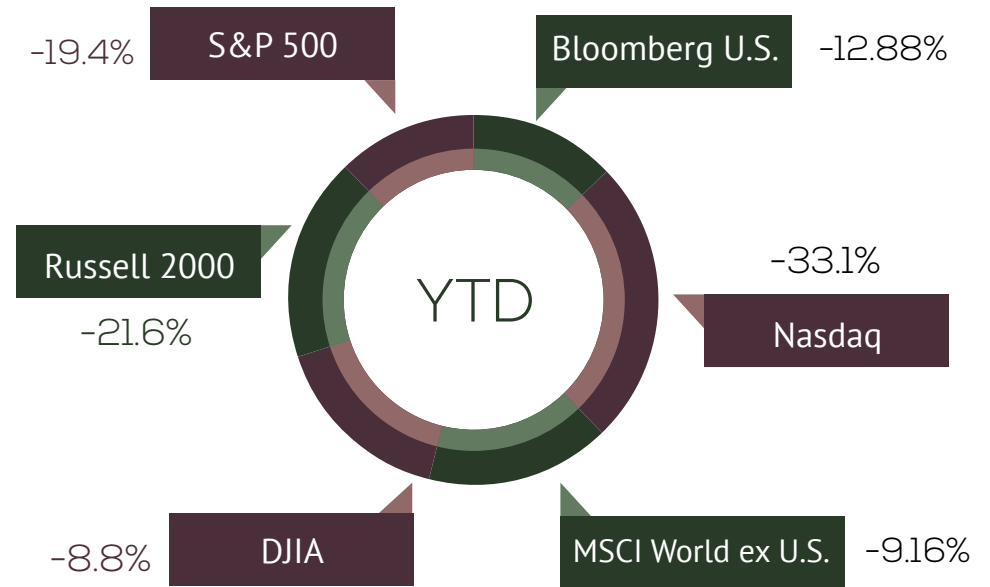 S&P 500
-19.4%
Bloomberg U.S.
-12.88%
Russell 2000
-21.6%
YTD
-33.1%
Nasdaq
DJIA
-8.8%
MSCI World ex U.S.
-9.16%